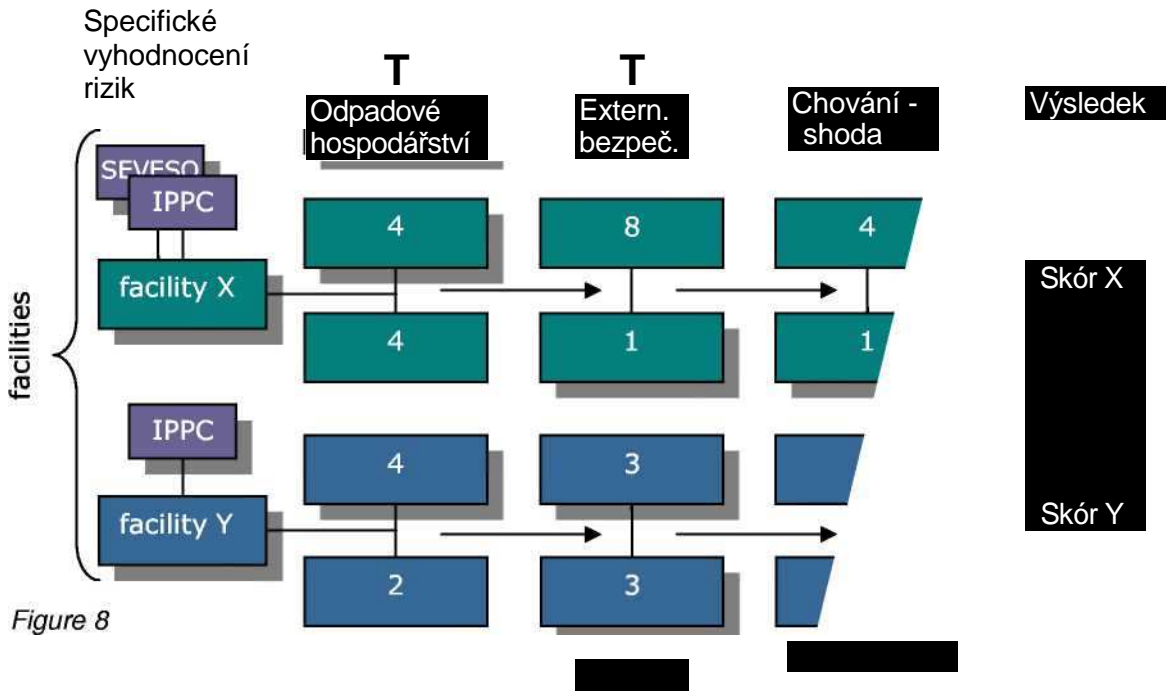 Specifické
vyhodnocení
rizik
T
T
Odpadové
hospodářství
Extern.
bezpeč.
Chování -
shoda
Výsledek
SEVESO
IPPC
facility X
4
8
4
4
1
1
Skór X
facilities
IPPC
facility Y
4
3
2
3
Skór Y
Figure 8